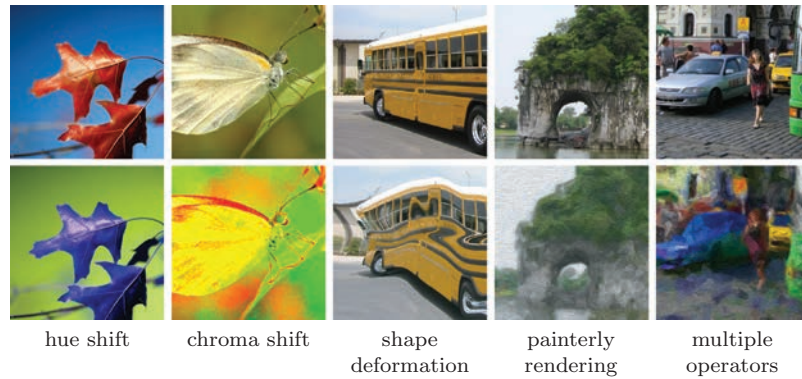 hue shift
chroma shift
shape
deformation
painterly
rendering
multiple
operators